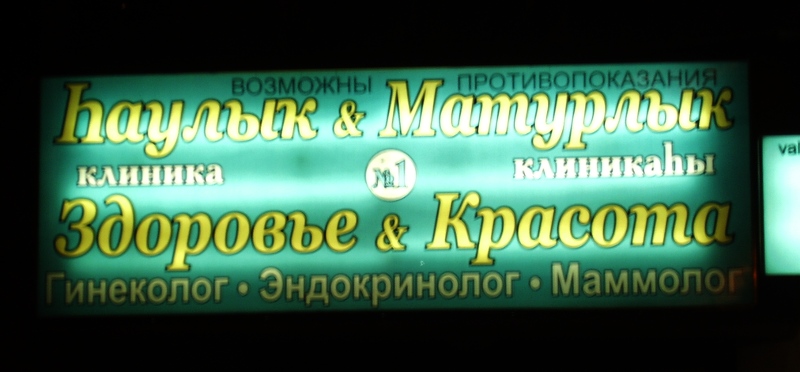 ВОЗМОЖНЫ ПРОТИВОПОКАЗАНИЯ
Һаулыҡ & Матурлыҡ
клиника №1 клиникаһы
Здоровье & Красота
Гинеколог • Эндокринолог • Маммолог